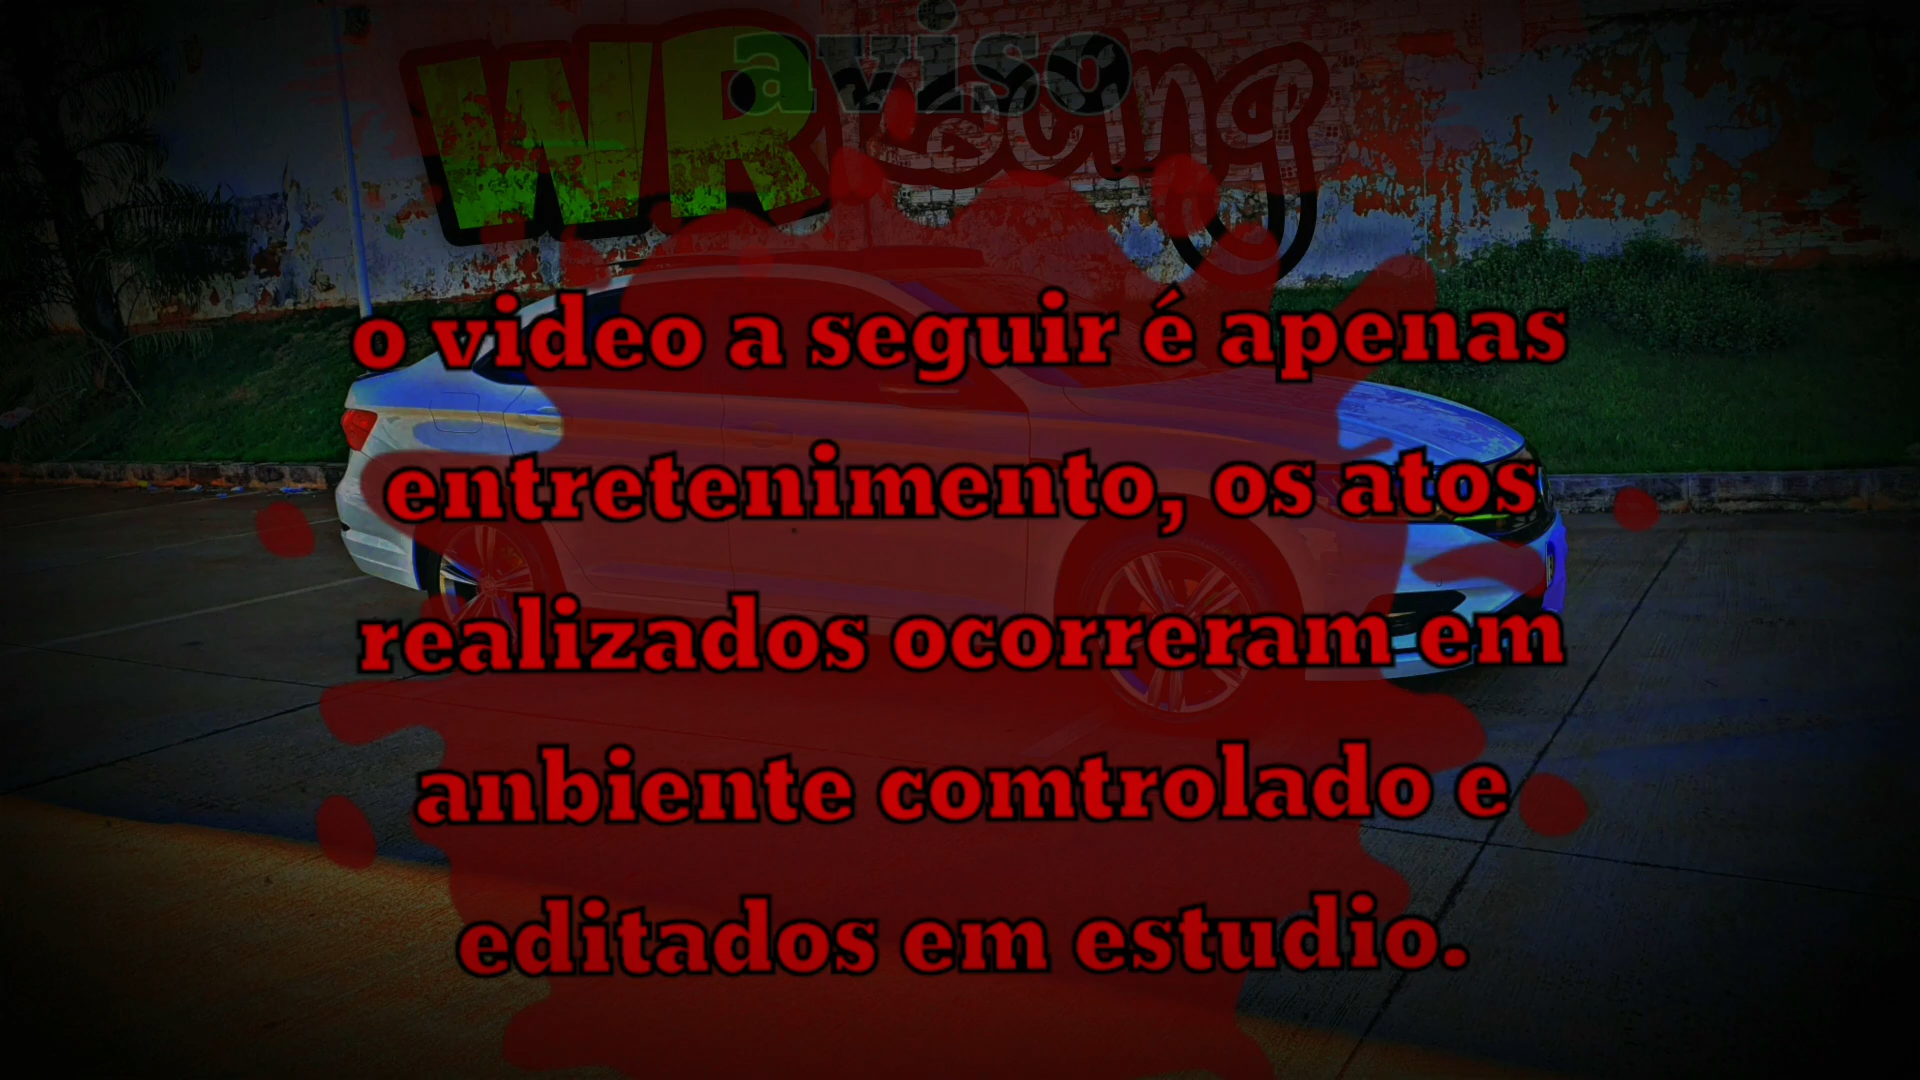 aviso
WR
o video a seguir é apenas
entretenimento, os atos
realizados ocorreram em
anbiente comtrolado e
editados em estudio.